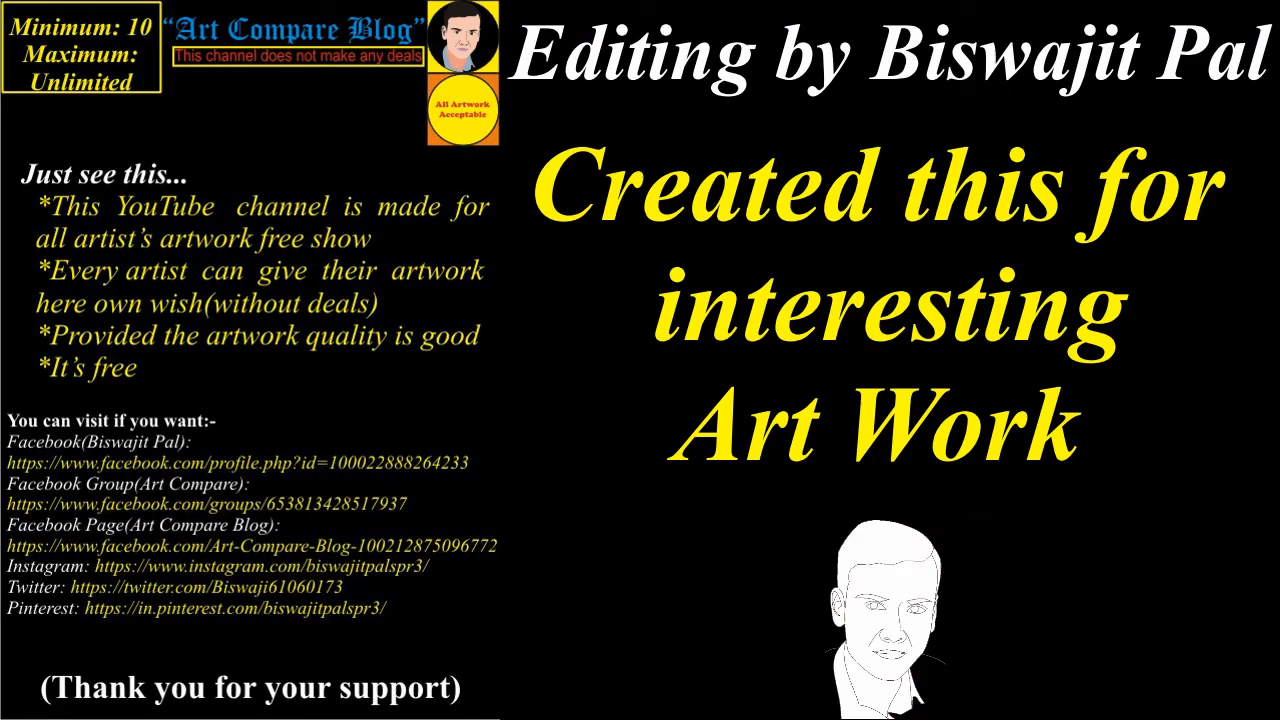 Minimum: 10
Maximum:
Unlimited
“Art Compare Blog”
This channel does not make any deals
All Artwork
Acceptable
Just see this...
*This YouTube channel is made for
all artist’s artwork free show
*Every artist can give their artwork
here own wish(without deals)
*Provided the artwork quality is good
*It’s free
You can visit if you want:-
Facebook(Biswajit Pal):
https://www.facebook.com/profile.php?id=100022888264233
Facebook Group(Art Compare):
https://www.facebook.com/groups/653813428517937
Facebook Page(Art Compare Blog):
https://www.facebook.com/Art-Compare-Blog-100212875096772
Instagram: https://www.instagram.com/biswajitpalspr3/
Twitter: https://twitter.com/Biswaji61060173
Pinterest: https://in.pinterest.com/biswajitpalspr3/
(Thank you for your support)
Editing by Biswajit Pal
Created this for
interesting
Art Work